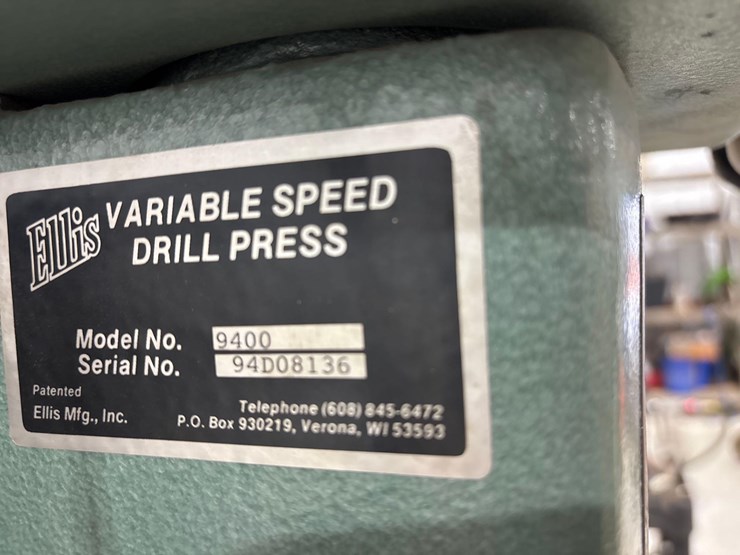 Ellis VARIABLE SPEED
DRILL PRESS
Model No. 9400
Serial No. 94D08136
Patented
Ellis Mfg., Inc.
Telephone (608) 845-6472
P.O. Box 930219, Verona, WI 53593